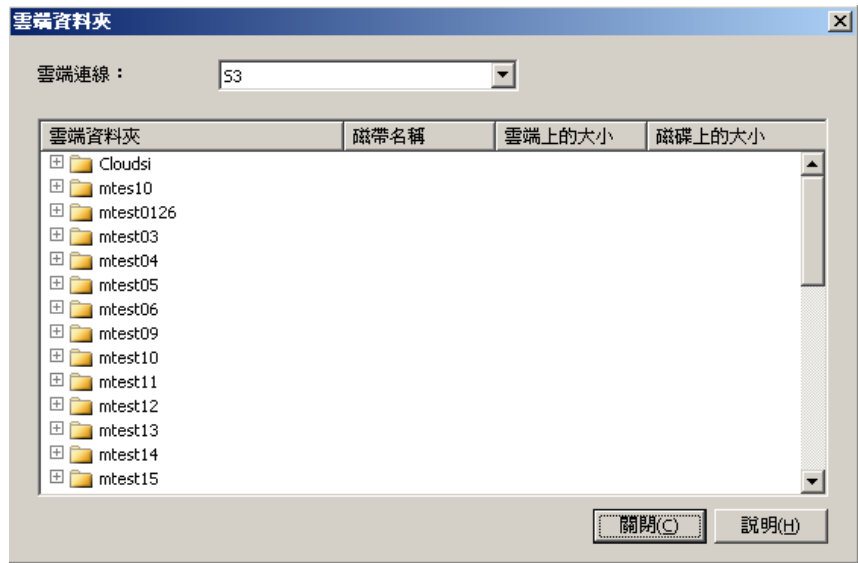 雲端資料夾
雲端連線： S3
雲端資料夾 磁帶名稱 雲端上的大小 磁碟上的大小
Cloudsi
mtes10
mtest0126
mtest03
mtest04
mtest05
mtest06
mtest09
mtest10
mtest11
mtest12
mtest13
mtest14
mtest15
關閉(C) 說明(H)